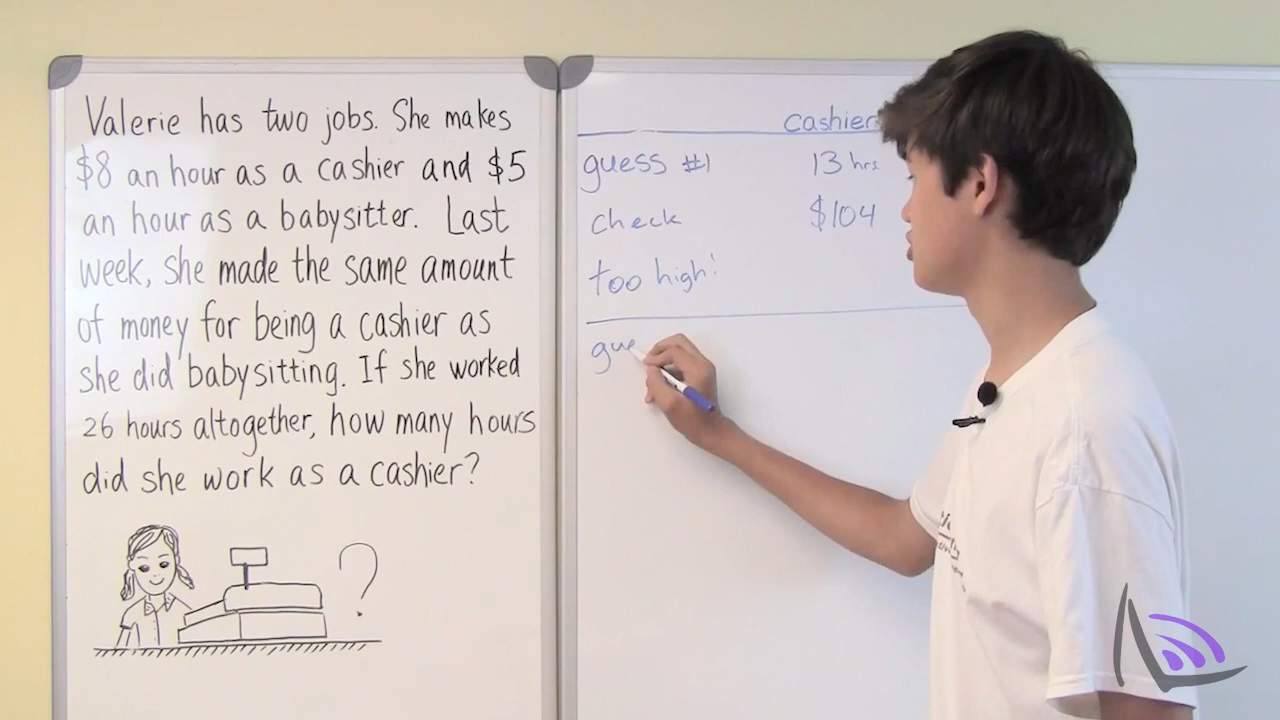 Valerie has two jobs. She makes
$8 an hour as a cashier and $5
an hour as a babysitter. Last
week, she made the same amount
of money for being a cashier as
she did babysitting. If she worked
26 hours altogether, how many hours
did she work as a cashier?
?
cashier
guess #1 13 hrs
check $104
too high!
gue